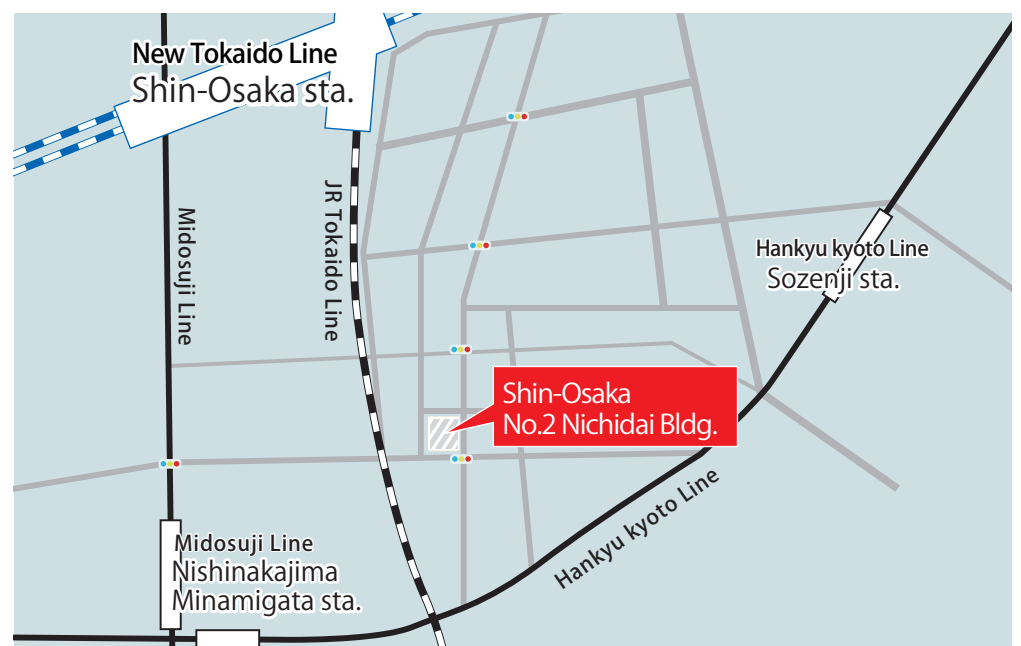 New Tokaido Line
Shin-Osaka sta.
Midosuji Line
JR Tokaido Line
Hankyu kyoto Line
Sozenji sta.
Shin-Osaka
No.2 Nichidai Bldg.
Hankyu kyoto Line
Midosuji Line
Nishinakajima
Minamigata sta.